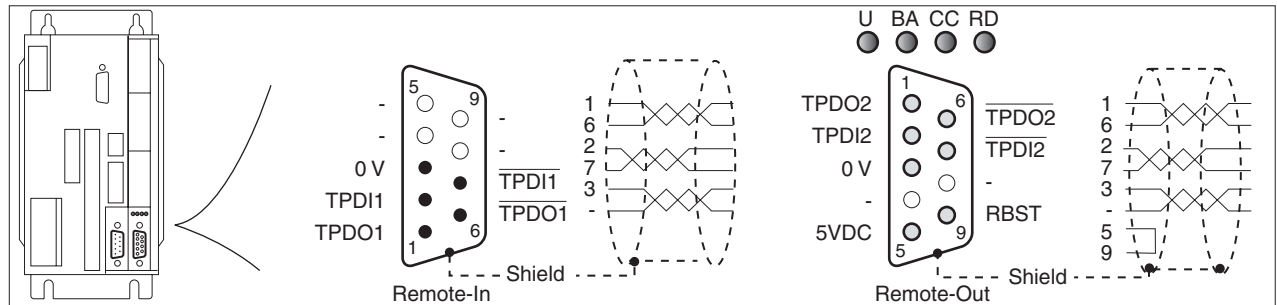 U BA CC RD
5
9
-
-
-
-
0 V
TPDI1
TPDI1
TPDO1
TPDO1
1
6
Shield
Remote-In
1
6
2
7
3
-
1
6
TPDO2
TPDO2
TPDI2
TPDI2
0 V
-
-
RBST
5VDC
5
9
Shield
Remote-Out
1
6
2
7
3
-
5
9